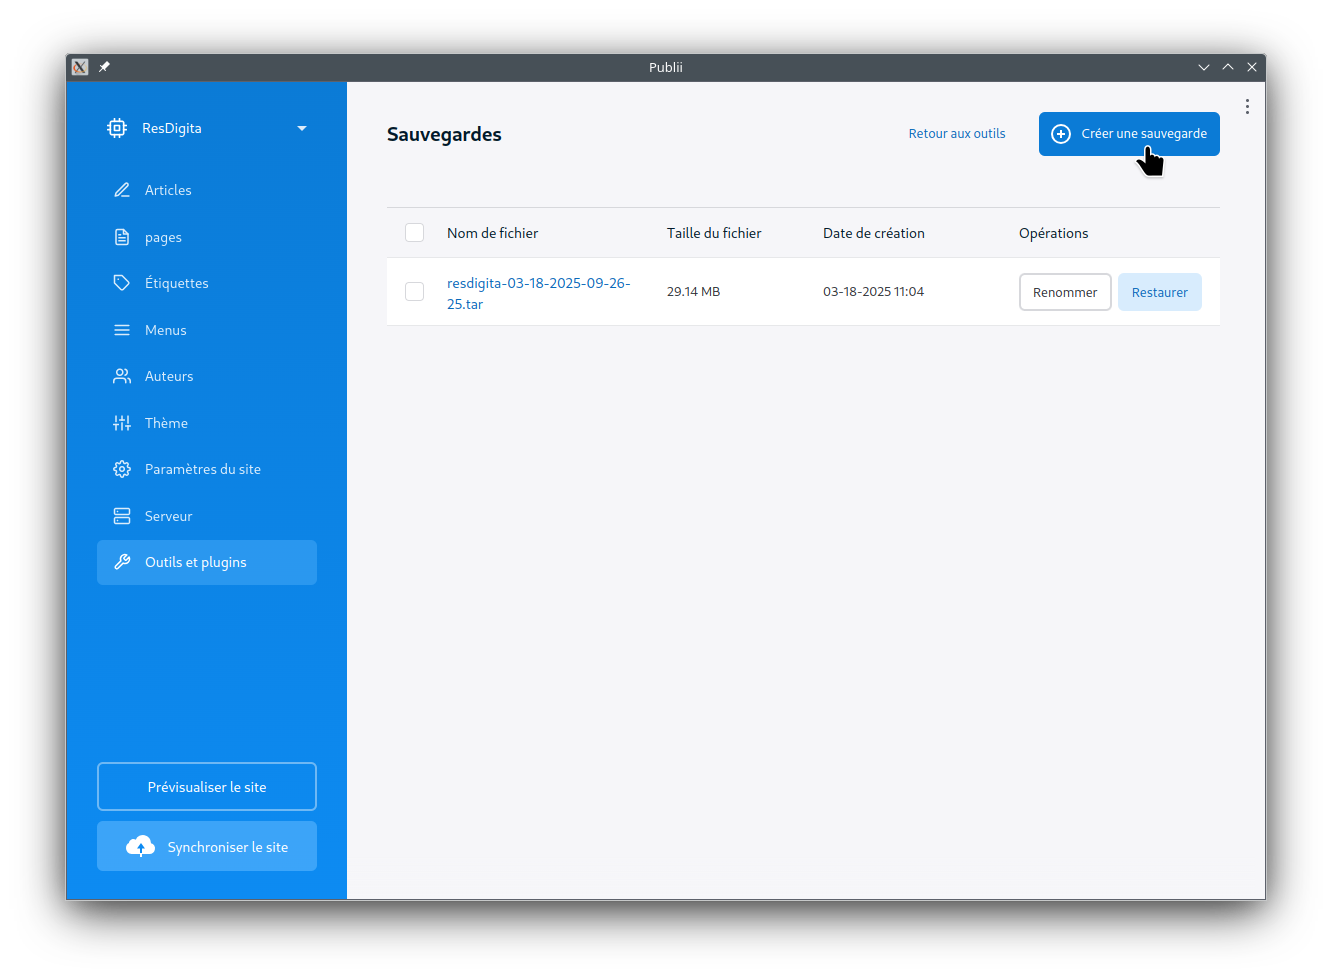 Publii
ResDigita
Articles
pages
Étiquettes
Menus
Auteurs
Thème
Paramètres du site
Serveur
Outils et plugins
Prévisualiser le site
Synchroniser le site
Sauvegardes
Retour aux outils
Créer une sauvegarde
Nom de fichier Taille du fichier Date de création Opérations
resdigita-03-18-2025-09-26-
25.tar
29.14 MB
03-18-2025 11:04
Renommer
Restaurer